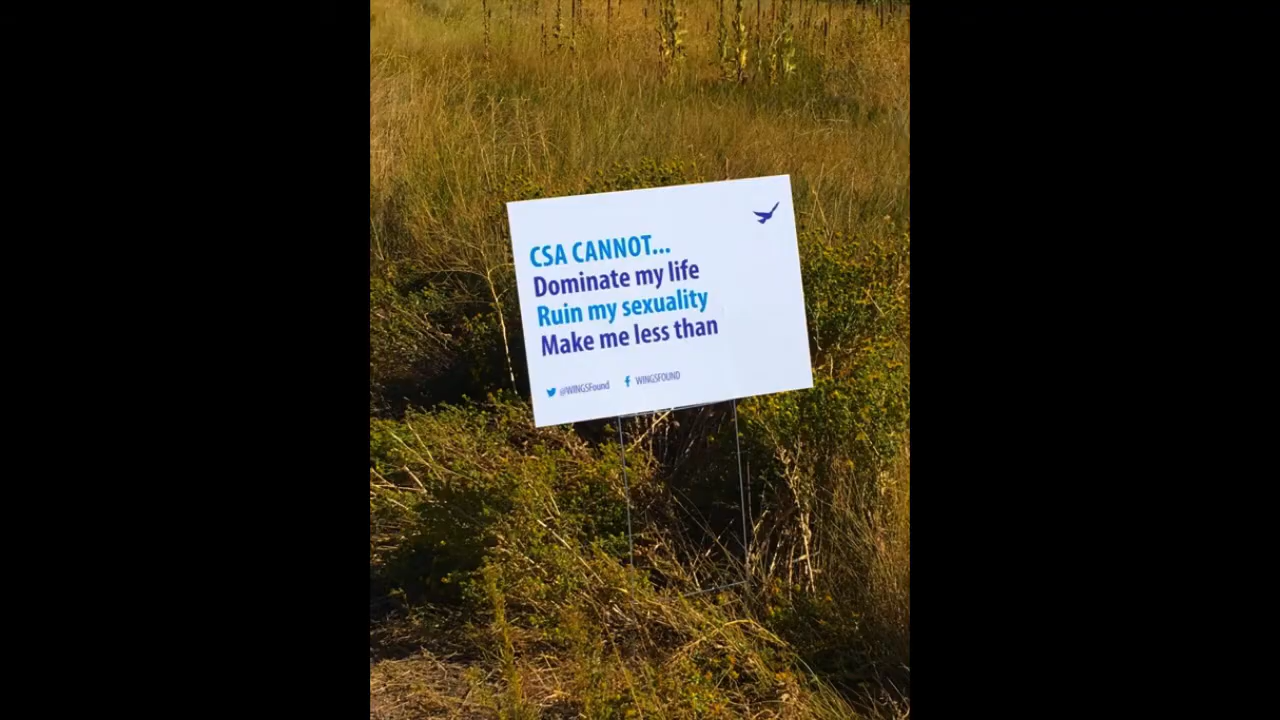 CSA CANNOT...
Dominate my life
Ruin my sexuality
Make me less than
@WINGSFound WINGSFOUND